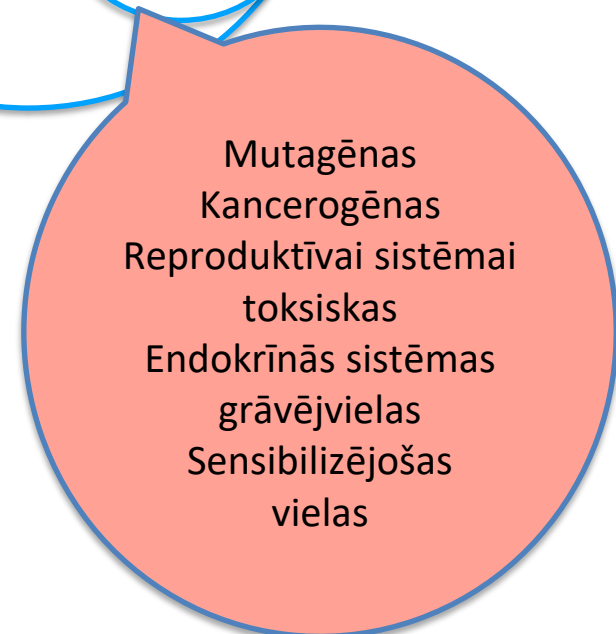 Mutagēnas
Kancerogēnas
Reproduktīvai sistēmai
toksiskas
Endokrīnās sistēmas
grāvējvielas
Sensibilizējošas
vielas